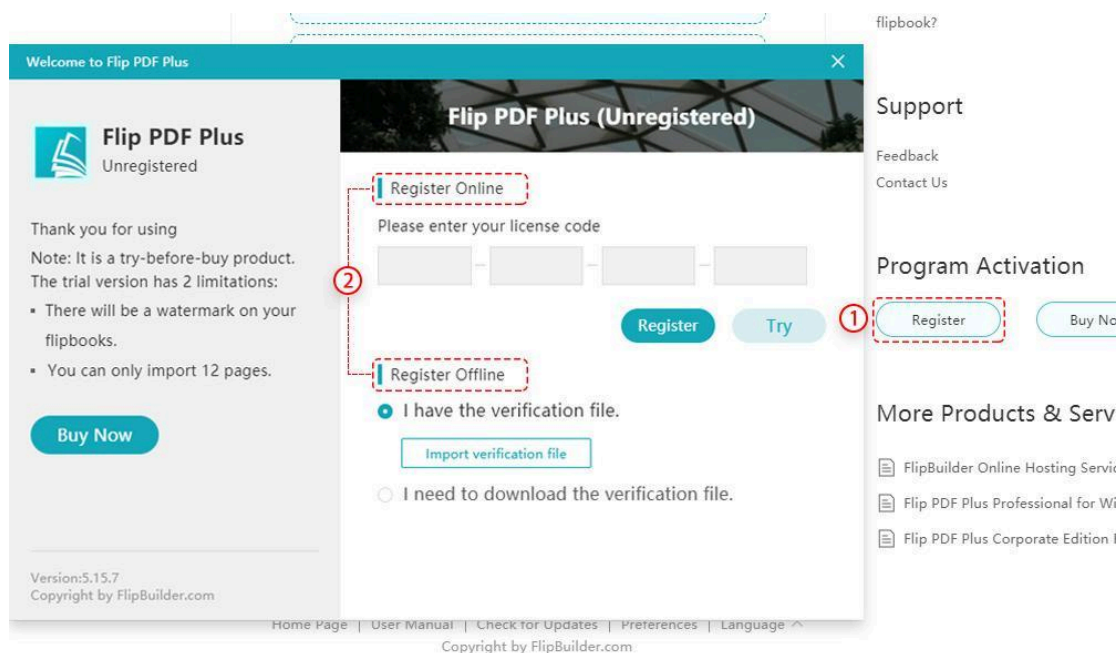 Welcome to Flip PDF Plus
Flip PDF Plus
Unregistered
Thank you for using
Note: It is a try-before-buy product.
The trial version has 2 limitations:
There will be a watermark on your
flipbooks.
You can only import 12 pages.
Buy Now
Version:5.15.7
Copyright by FlipBuilder.com
Flip PDF Plus (Unregistered)
Register Online
Please enter your license code
2
Register
Try
Register Offline
I have the verification file.
Import verification file
I need to download the verification file.
flipbook?
Support
Feedback
Contact Us
Program Activation
1
Register
Buy No
More Products & Serv
FlipBuilder Online Hosting Servic
Flip PDF Plus Professional for Wi
Flip PDF Plus Corporate Edition
Home Page | User Manual | Check for Updates | Preferences | Language
Copyright by FlipBuilder.com